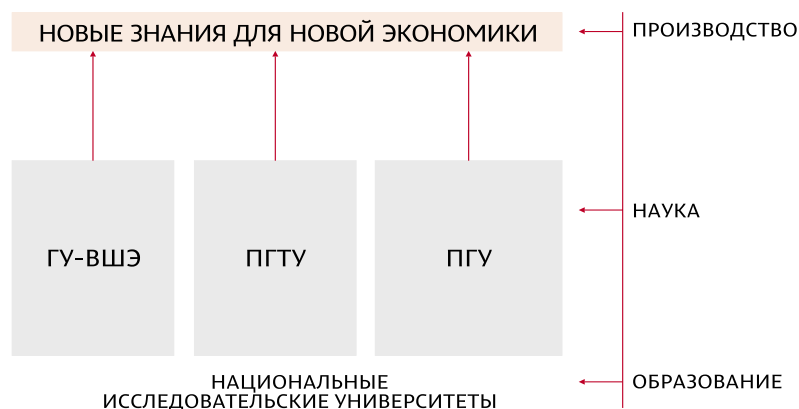 НОВЫЕ ЗНАНИЯ ДЛЯ НОВОЙ ЭКОНОМИКИ
ПРОИЗВОДСТВО
ГУ-ВШЭ
ПГТУ
ПГУ
НАУКА
НАЦИОНАЛЬНЫЕ
ИССЛЕДОВАТЕЛЬСКИЕ УНИВЕРСИТЕТЫ
ОБРАЗОВАНИЕ